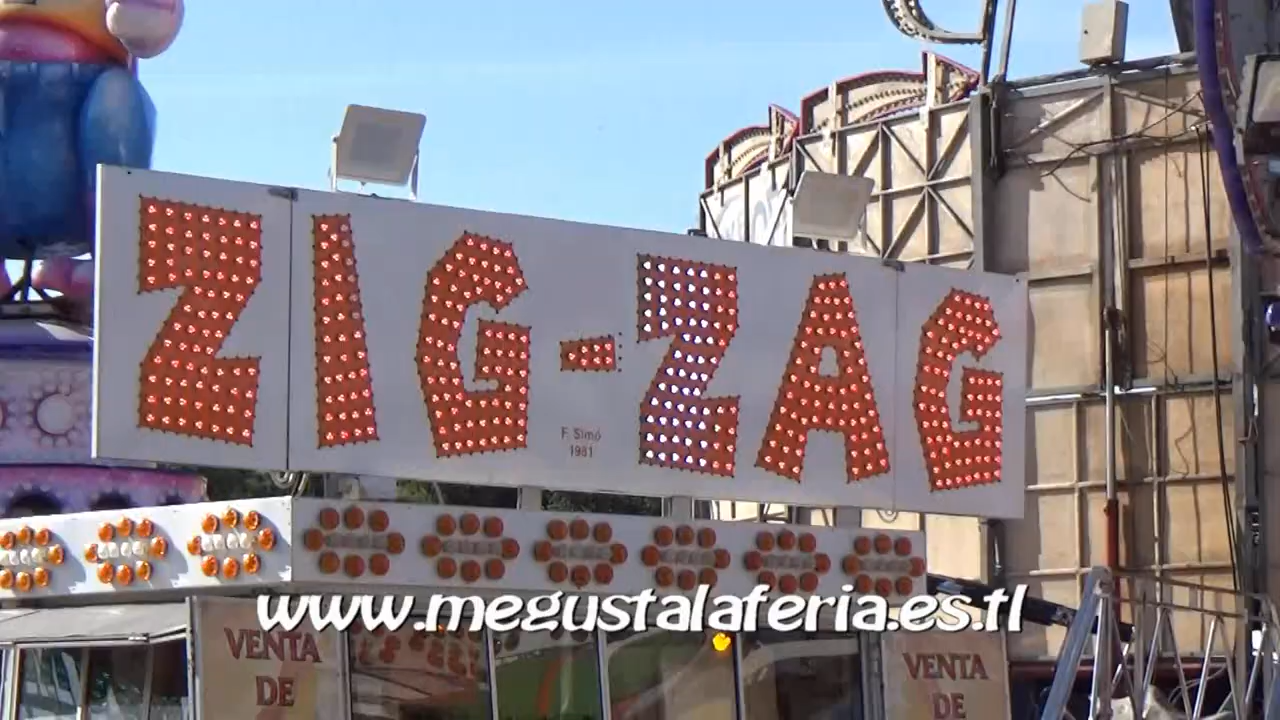 ZIG-ZAG
F. Simó
1981
www.megustalaferia.es.tl
VENTA
DE
VENTA
DE